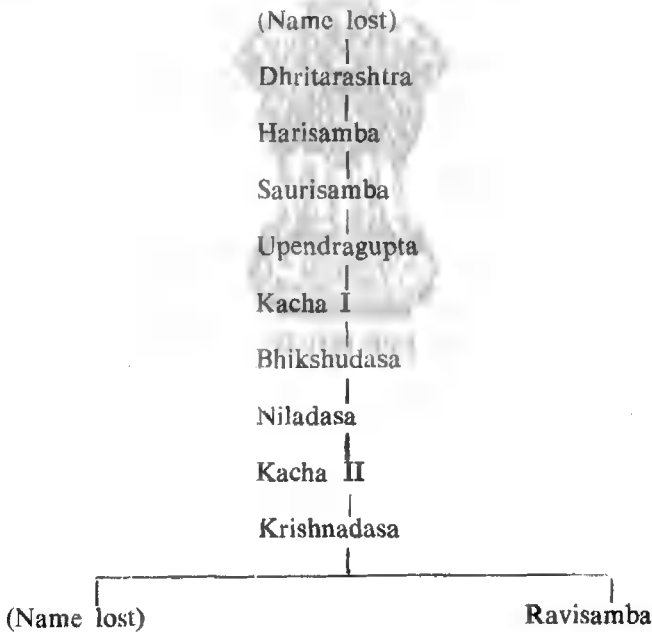 (Name lost)
Dhritarashtra
Harisamba
Saurisamba
Upendragupta
Kacha I
Bhikshudasa
Niladasa
Kacha II
Krishnadasa
(Name lost) Ravisamba